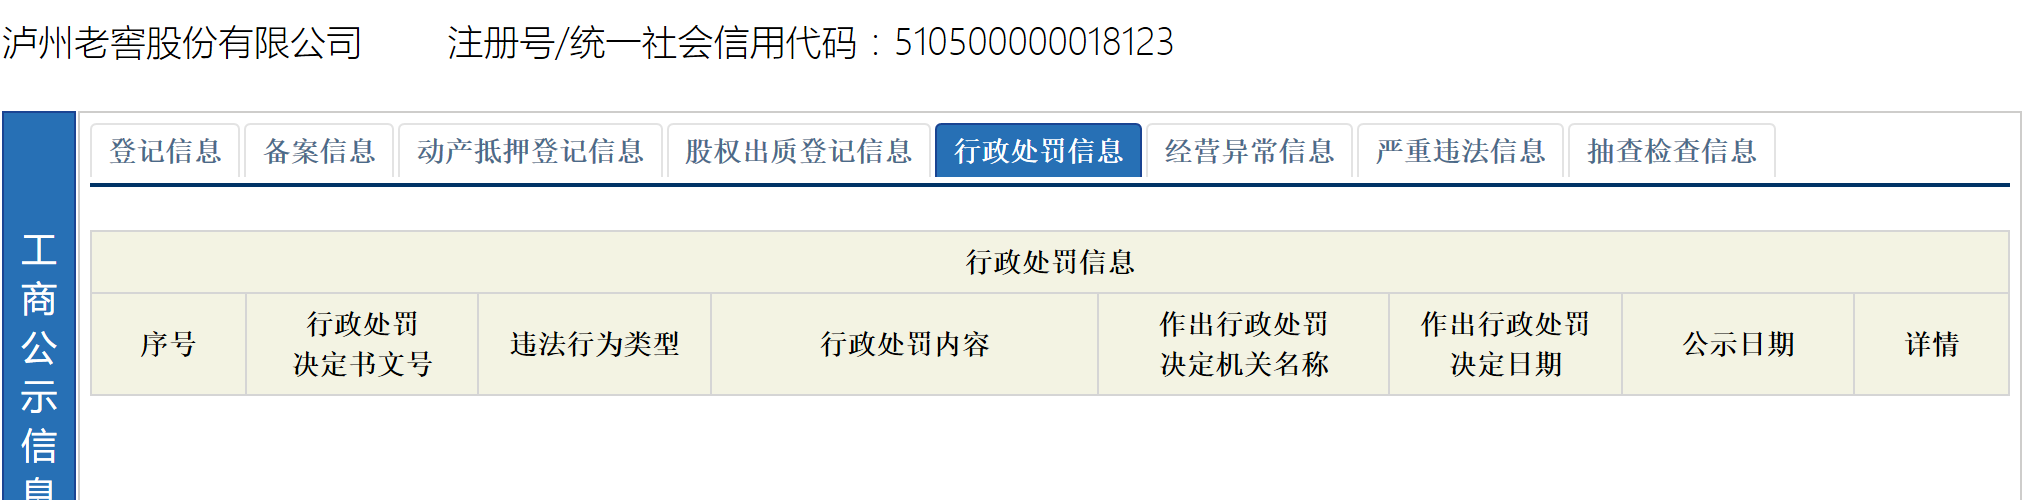 泸州老窖股份有限公司 注册号/统一社会信用代码：510500000018123
登记信息 备案信息 动产抵押登记信息 股权出质登记信息 行政处罚信息 经营异常信息 严重违法信息 抽查检查信息
工商公示信息
行政处罚信息
序号 行政处罚决定书文号 违法行为类型 行政处罚内容 作出行政处罚决定机关名称 作出行政处罚决定日期 公示日期 详情